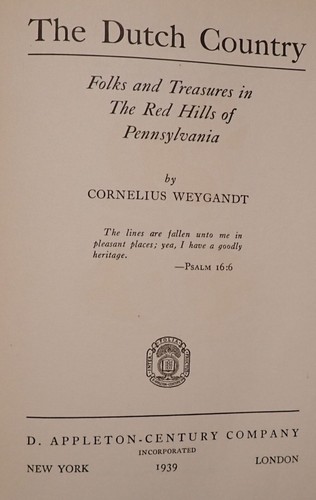 The Dutch Country
Folks and Treasures in
The Red Hills of
Pennsylvania
by
CORNELIUS WEYGANDT
The lines are fallen unto me in
pleasant places; yea, I have a goodly
heritage.
—PSALM 16:6
D. APPLETON-CENTURY COMPANY
INCORPORATED
NEW YORK 1939 LONDON